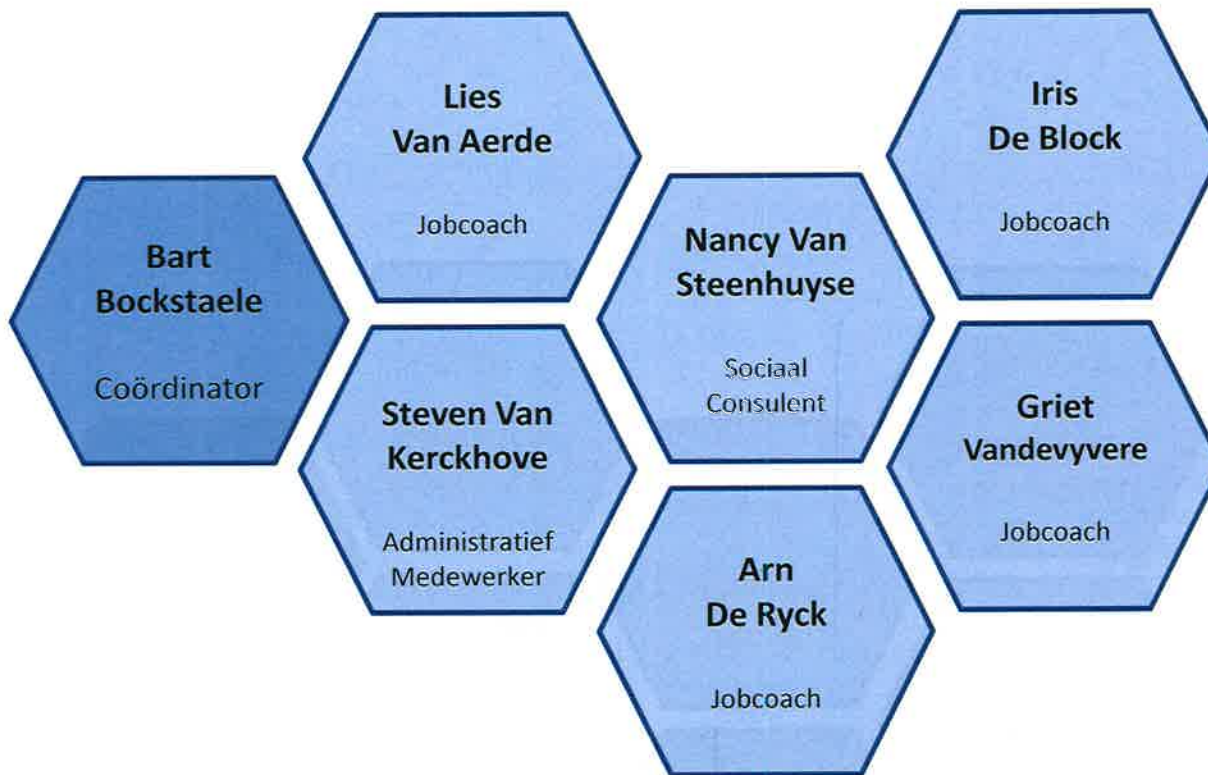 Bart
Bockstaele
Coördinator
Lies
Van Aerde
Jobcoach
Steven Van
Kerckhove
Administratief
Medewerker
Nancy Van
Steenhuyse
Sociaal
Consulent
Arn
De Ryck
Jobcoach
Iris
De Block
Jobcoach
Griet
Vandevyvere
Jobcoach